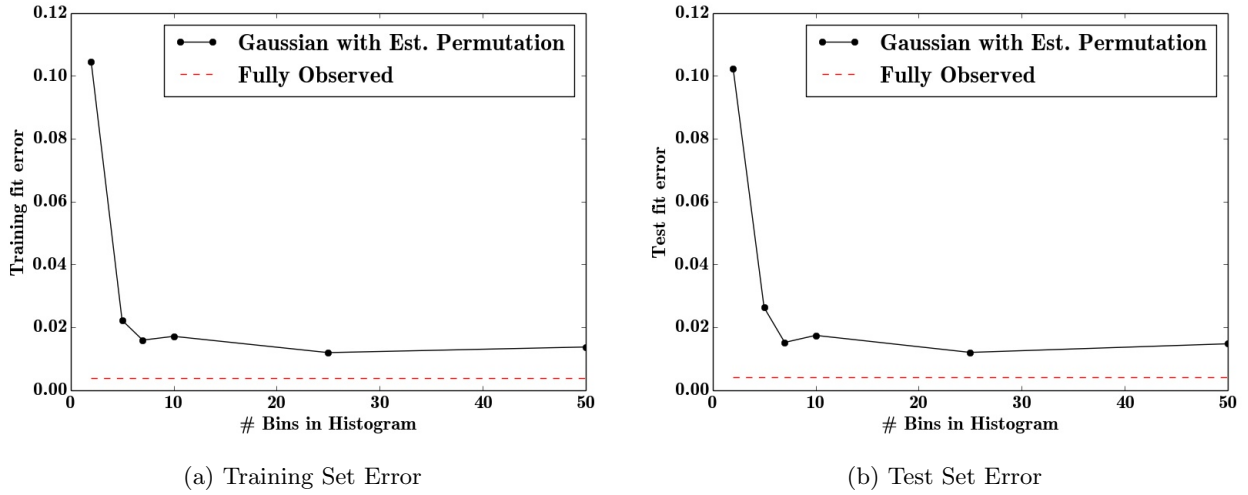 0.12
0.10
0.08
0.06
0.04
0.02
0.00
Training fit error
Gaussian with Est. Permutation
Fully Observed
0 10 20 30 40 50
# Bins in Histogram
(a) Training Set Error
0.12
0.10
0.08
0.06
0.04
0.02
0.00
Test fit error
Gaussian with Est. Permutation
Fully Observed
0 10 20 30 40 50
# Bins in Histogram
(b) Test Set Error